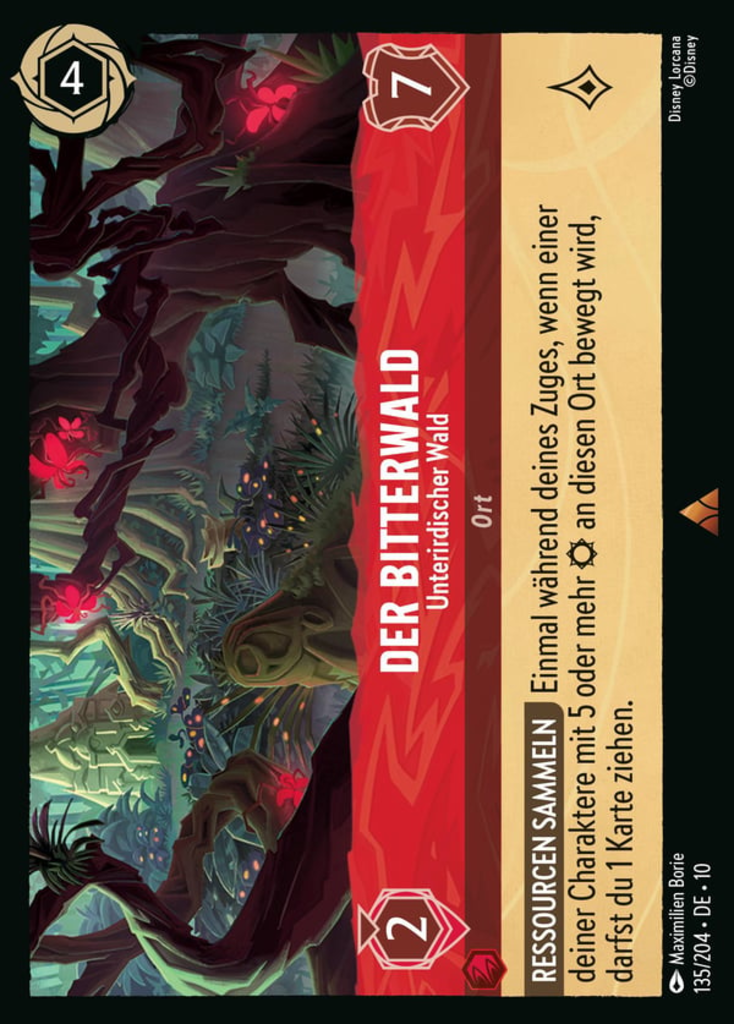 4
DER BITTERWALD
Unterirdischer Wald
2
7
Ort
RESSOURCEN SAMMELN Einmal während deines Zuges, wenn einer
deiner Charaktere mit 5 oder mehr an diesen Ort bewegt wird,
darfst du 1 Karte ziehen.
Maximilien Borie
135/204 • DE • 10
Disney Lorcana
©Disney